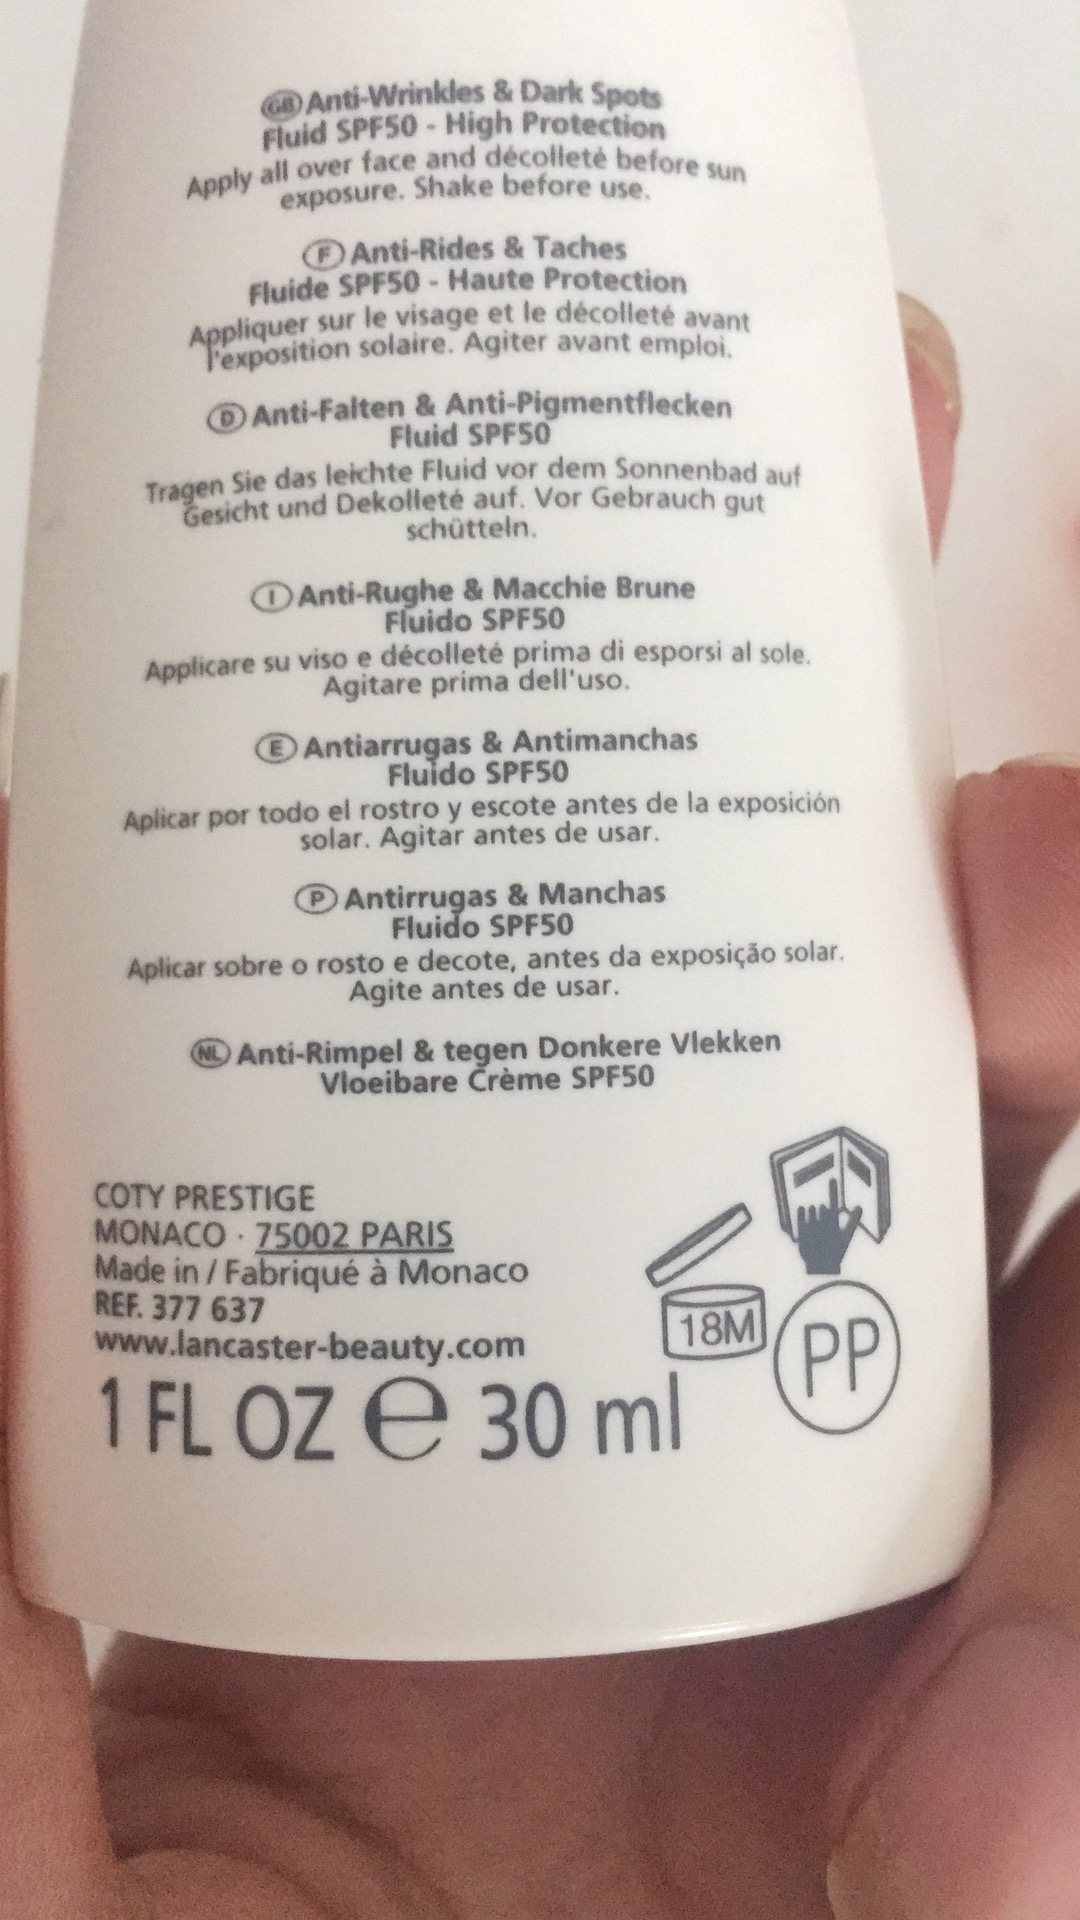 GB Anti-Wrinkles & Dark Spots
Fluid SPF50 - High Protection
Apply all over face and décolleté before sun
exposure. Shake before use.
F Anti-Rides & Taches
Fluide SPF50 - Haute Protection
Appliquer sur le visage et le décolleté avant
l'exposition solaire. Agiter avant emploi.
D Anti-Falten & Anti-Pigmentflecken
Fluid SPF50
Tragen Sie das leichte Fluid vor dem Sonnenbad auf
Gesicht und Dekolleté auf. Vor Gebrauch gut
schütteln.
I Anti-Rughe & Macchie Brune
Fluido SPF50
Applicare su viso e décolleté prima di esporsi al sole.
Agitare prima dell'uso.
E Antiarrugas & Antimanchas
Fluido SPF50
Aplicar por todo el rostro y escote antes de la exposición
solar. Agitar antes de usar.
P Antirrugas & Manchas
Fluido SPF50
Aplicar sobre o rosto e decote, antes da exposição solar.
Agite antes de usar.
NL Anti-Rimpel & tegen Donkere Vlekken
Vloeibare Crème SPF50
COTY PRESTIGE
MONACO · 75002 PARIS
Made in / Fabriqué à Monaco
REF. 377 637
www.lancaster-beauty.com
18M
PP
1 FL OZ e 30 ml